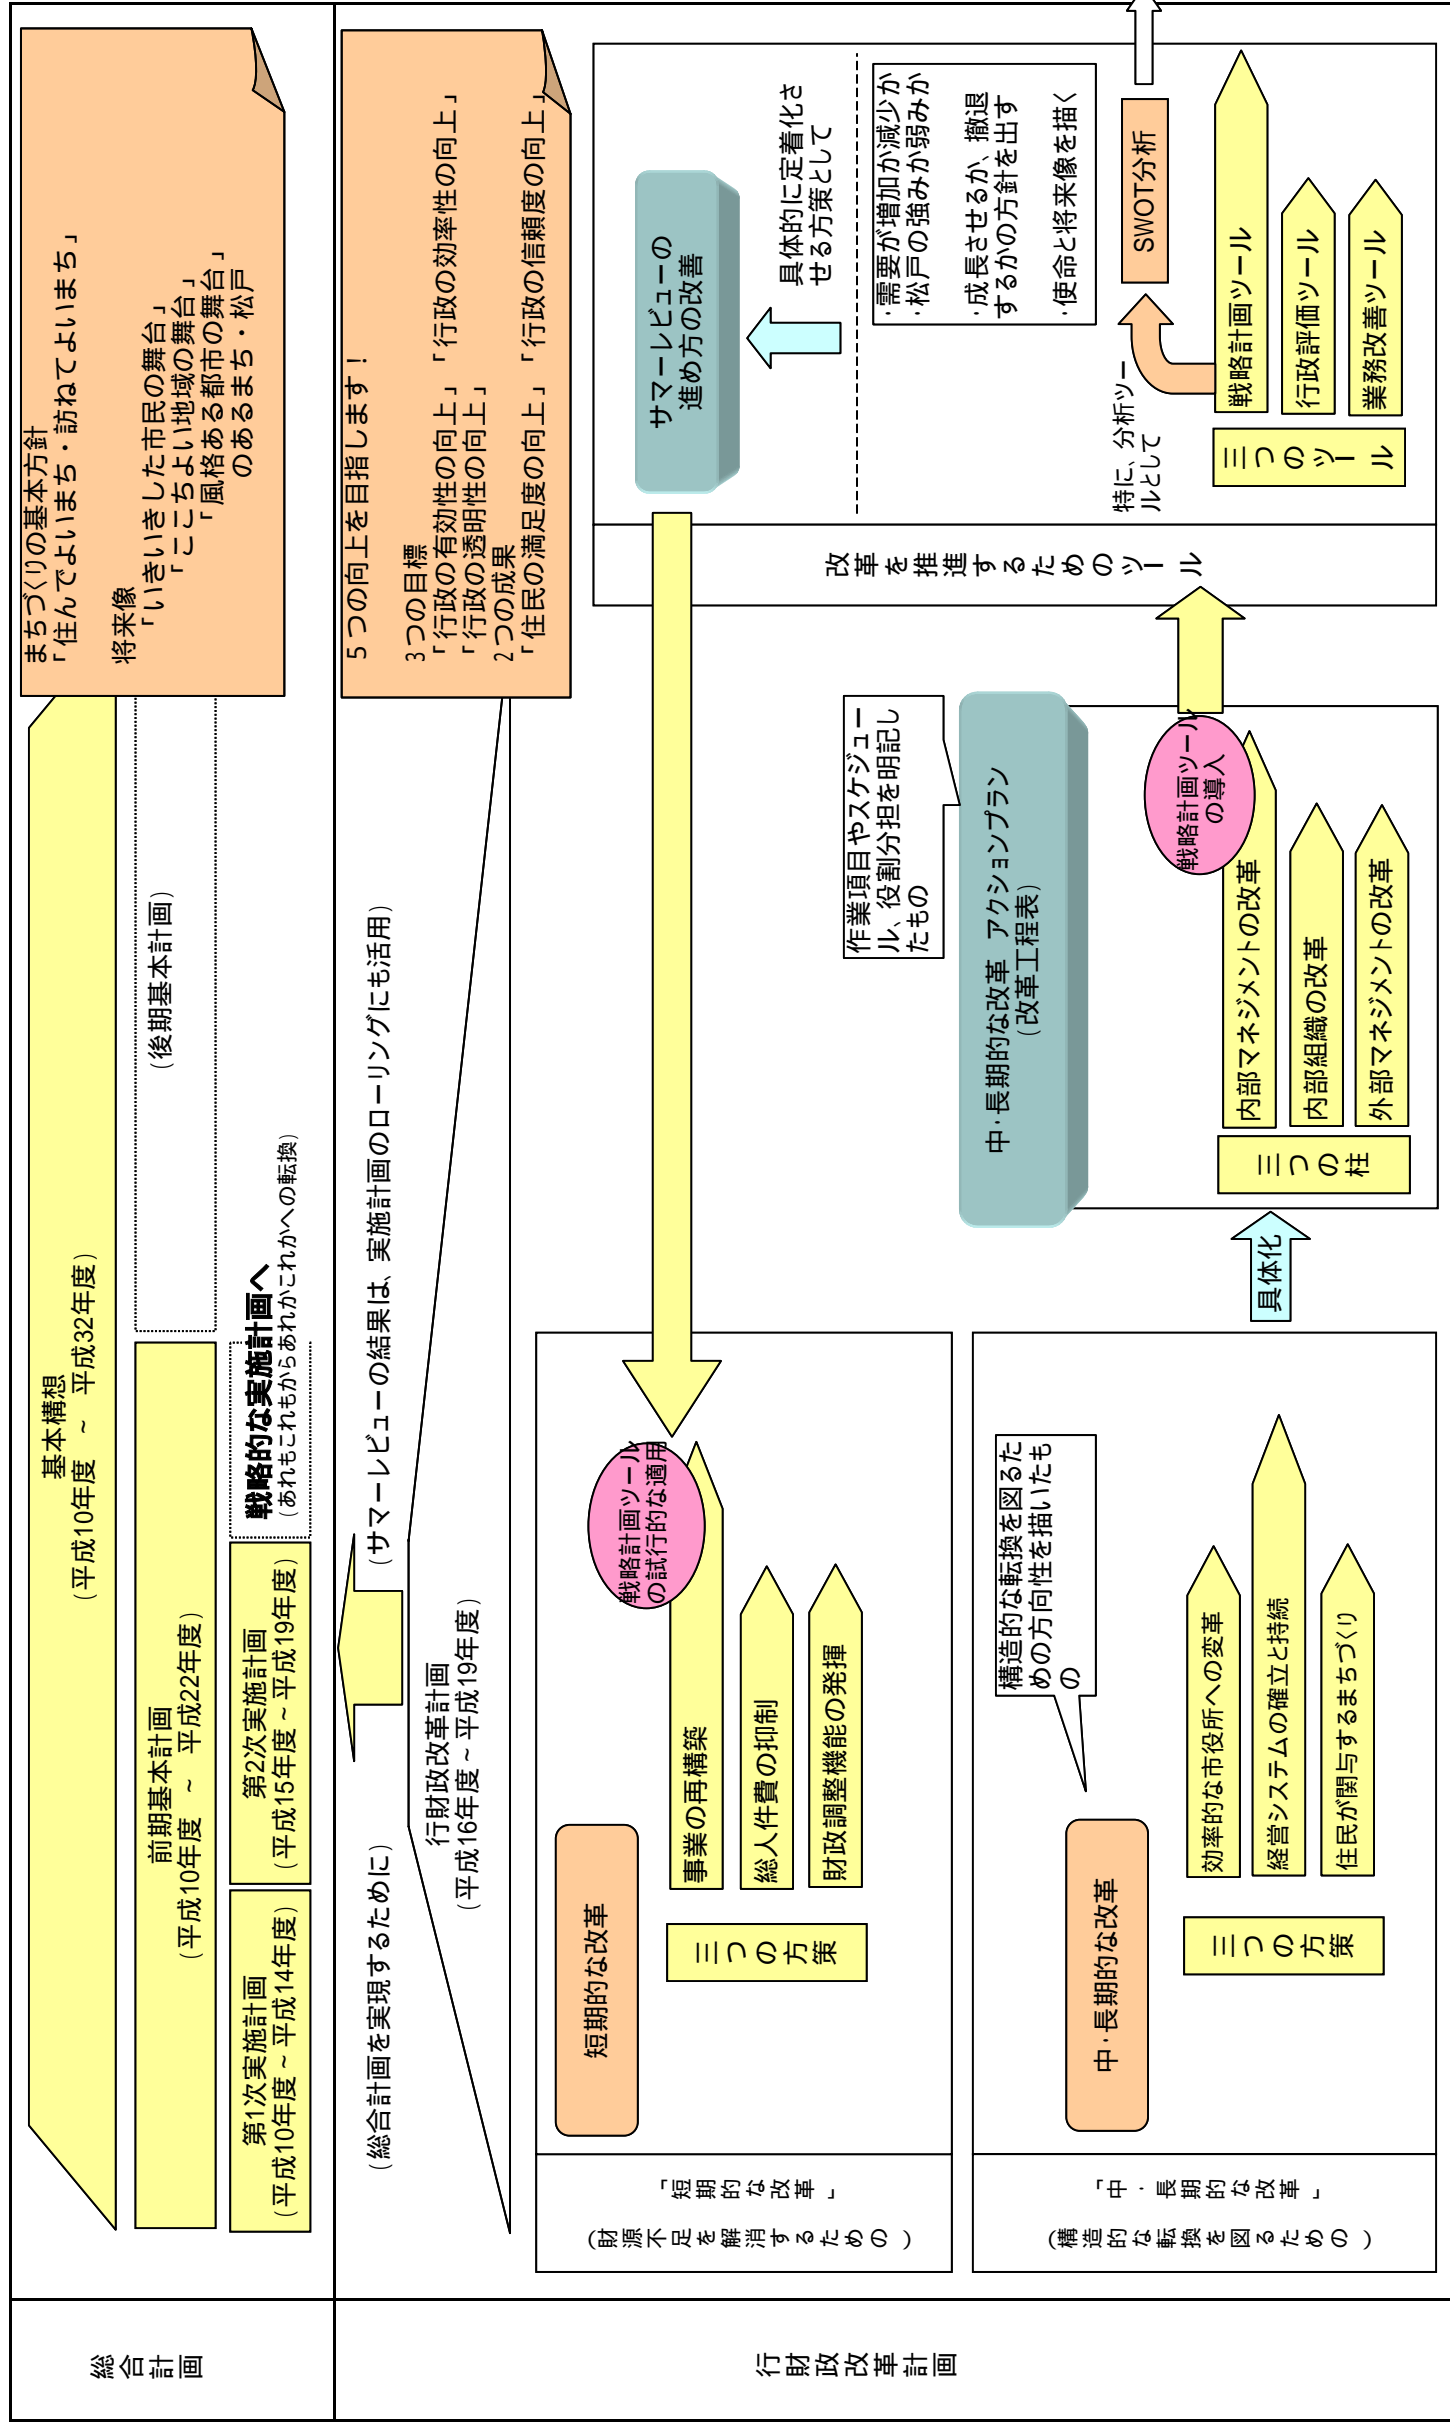 総合計画
基本構想
(平成10年度　~　平成32年度)
前期基本計画
(平成10年度　~　平成22年度)
(後期基本計画)
第1次実施計画
(平成10年度~平成14年度)
第2次実施計画
(平成15年度~平成19年度)
戦略的な実施計画へ
(あれもこれもからあれかこれかへの転換)
まちづくりの基本方針
「住んでよいまち・訪ねてよいまち」
将来像
「いきいきした市民の舞台」
「ここちよい地域の舞台」
「風格ある都市の舞台」
のあるまち・松戸
行財政改革計画
(総合計画を実現するために)
(サマーレビューの結果は、実施計画のローリングにも活用)
行財政改革計画
(平成16年度~平成19年度)
5つの向上を目指します!
3つの目標
「行政の有効性の向上」「行政の効率性の向上」
「行政の透明性の向上」
2つの成果
「住民の満足度の向上」「行政の信頼度の向上」
「短期的な改革」
(財源不足を解消するための)
短期的な改革
三つの方策
事業の再構築
総人件費の抑制
財政調整機能の発揮
戦略計画ツール
の試行的な適用
「中・長期的な改革」
(構造的な転換を図るための)
中・長期的な改革
構造的な転換を図るた
めの方向性を描いたも
の
三つの方策
効率的な市役所への変革
経営システムの確立と持続
住民が関与するまちづくり
具体化
作業項目やスケジュー
ル、役割分担を明記し
たもの
中・長期的な改革　アクションプラン
(改革工程表)
三つの柱
内部マネジメントの改革
内部組織の改革
外部マネジメントの改革
戦略計画ツール
の導入
改革を推進するためのツール
サマーレビューの
進め方の改善
具体的に定着化さ
せる方策として
・需要が増加か減少か
・松戸の強みか弱みか
・成長させるか、撤退
するかの方針を出す
・使命と将来像を描く
特に、分析ツー
ルとして
SWOT分析
三つのツール
戦略計画ツール
行政評価ツール
業務改善ツール